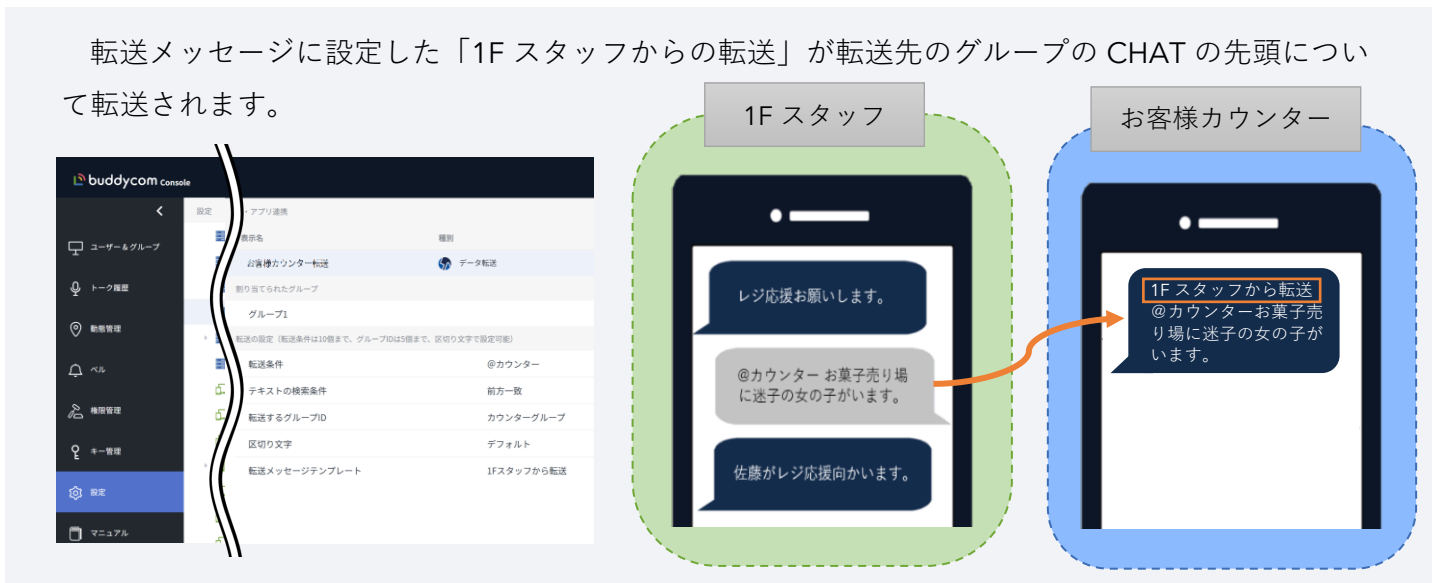 転送メッセージに設定した「1F スタッフからの転送」が転送先のグループの CHAT の先頭につい
て転送されます。
buddycom Console
ユーザー&グループ
トーク履歴
動態管理
ベル
権限管理
キー管理
設定
マニュアル
設定
・アプリ連携
表示名 種別
お客様カウンター転送 データ転送
割り当てられたグループ
グループ1
転送の設定（転送条件は10個まで、グループIDは5個まで、区切り文字で設定可能）
転送条件 @カウンター
テキストの検索条件 前方一致
転送するグループID カウンターグループ
区切り文字 デフォルト
転送メッセージテンプレート 1Fスタッフから転送
1F スタッフ
レジ応援お願いします。
@カウンター お菓子売り場
に迷子の女の子がいます。
佐藤がレジ応援向かいます。
お客様カウンター
1F スタッフから転送
@カウンターお菓子売
り場に迷子の女の子が
います。